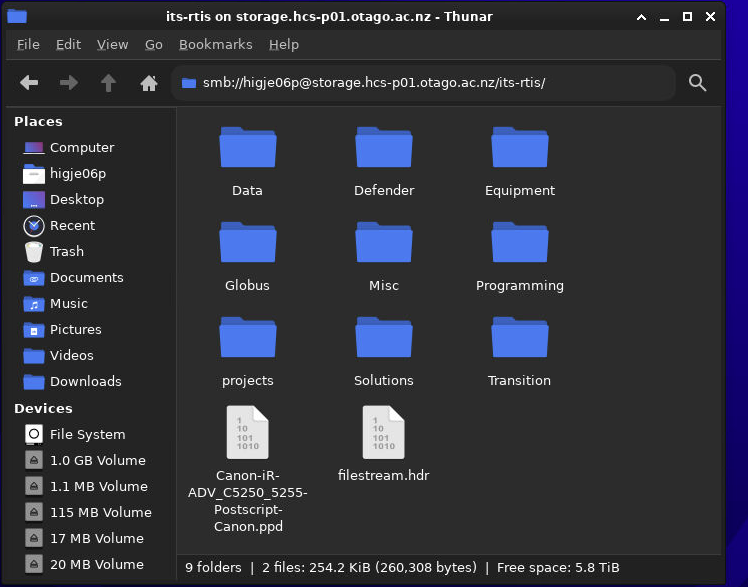 its-rtis on storage.hcs-p01.otago.ac.nz - Thunar
File Edit View Go Bookmarks Help
smb://higje06p@storage.hcs-p01.otago.ac.nz/its-rtis/
Places
Computer
higje06p
Desktop
Recent
Trash
Documents
Music
Pictures
Videos
Downloads
Devices
File System
1.0 GB Volume
1.1 MB Volume
115 MB Volume
17 MB Volume
20 MB Volume
Data Defender Equipment
Globus Misc Programming
projects Solutions Transition
1
10
101
1010
Canon-iR-
ADV_C5250_5255-
Postscript-
Canon.ppd
1
10
101
1010
filestream.hdr
9 folders | 2 files: 254.2 KiB (260,308 bytes) | Free space: 5.8 TiB